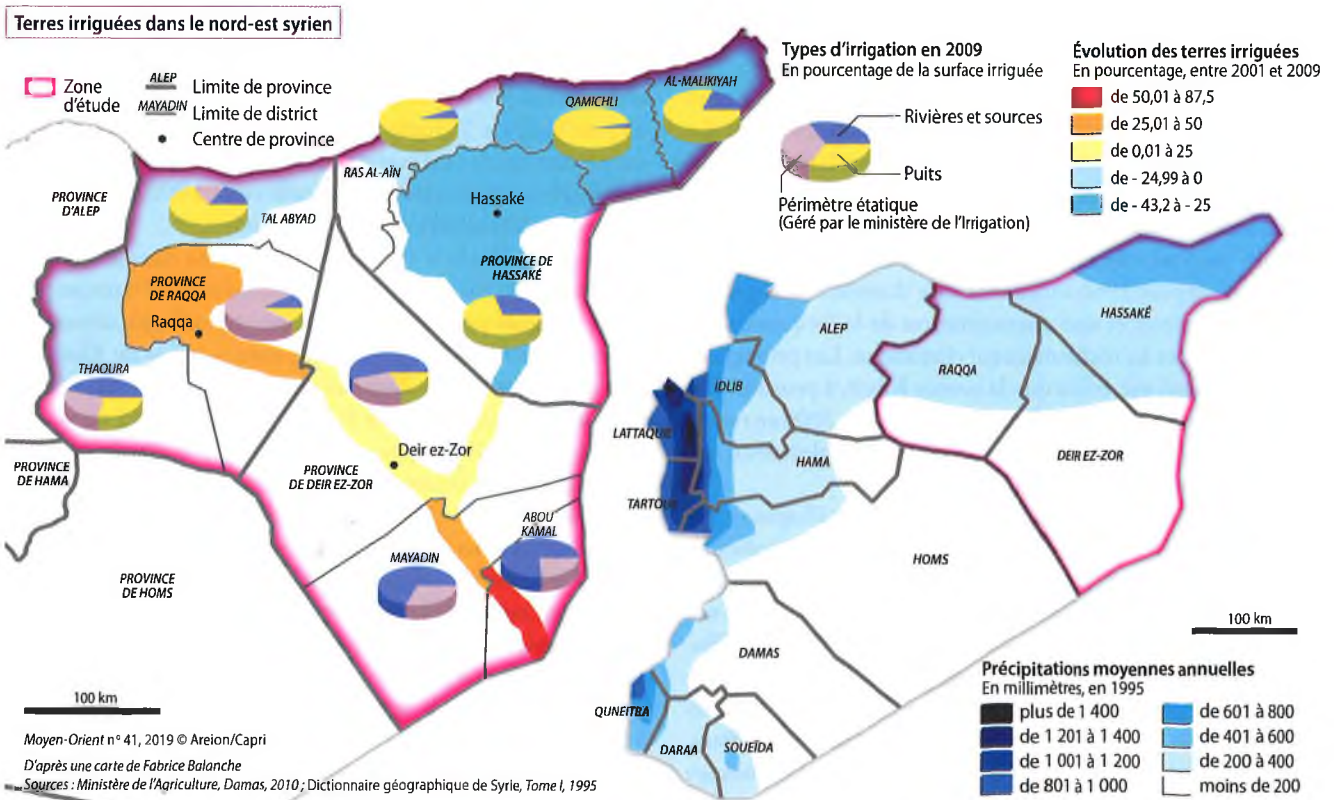 Terres irriguées dans le nord-est syrien
Zone
d'étude
ALEP
Limite de province
MAYADIN
Limite de district
Centre de province
Types d'irrigation en 2009
En pourcentage de la surface irriguée
Rivières et sources
Puits
Périmètre étatique
(Géré par le ministère de l'Irrigation)
Évolution des terres irriguées
En pourcentage, entre 2001 et 2009
de 50,01 à 87,5
de 25,01 à 50
de 0,01 à 25
de - 24,99 à 0
de - 43,2 à - 25
PROVINCE
D'ALEP
TAL ABYAD
RAS AL-AÏN
QAMICHLI
AL-MALIKIYAH
Hassaké
PROVINCE DE
HASSAKÉ
PROVINCE
DE RAQQA
Raqqa
THAOURA
PROVINCE
DE HAMA
Deir ez-Zor
PROVINCE
DE DEIR EZ-ZOR
MAYADIN
ABOU
KAMAL
PROVINCE
DE HOMS
100 km
ALEP
IDLIB
LATTAQUIÉ
TARTOUS
HAMA
RAQQA
HASSAKÉ
DEIR EZ-ZOR
HOMS
DAMAS
QUNEITRA
DARAA
SOUEÏDA
100 km
Précipitations moyennes annuelles
En millimètres, en 1995
plus de 1 400
de 1 201 à 1 400
de 1 001 à 1 200
de 801 à 1 000
de 601 à 800
de 401 à 600
de 200 à 400
moins de 200
Moyen-Orient n° 41, 2019 © Areion/Capri
D'après une carte de Fabrice Balanche
Sources : Ministère de l'Agriculture, Damas, 2010 ; Dictionnaire géographique de Syrie, Tome I, 1995